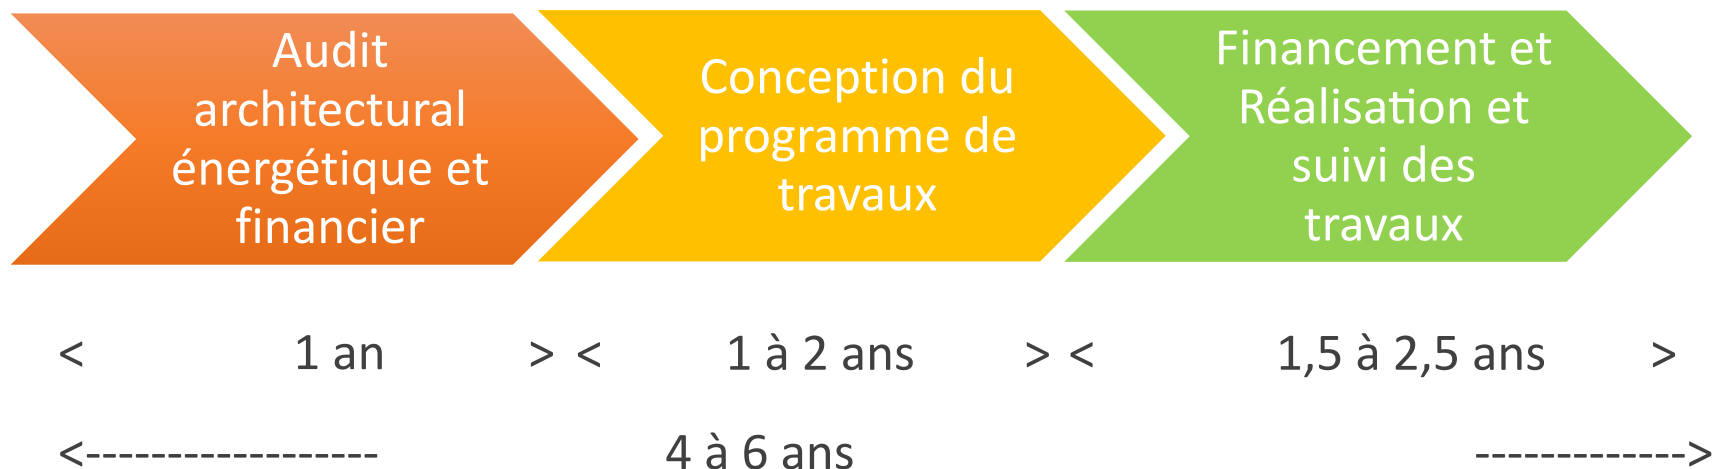 Audit
architectural
énergétique et
financier
Conception du
programme de
travaux
Financement et
Réalisation et
suivi des
travaux
< 1 an > < 1 à 2 ans > < 1,5 à 2,5 ans >
<------------------ 4 à 6 ans ------------->